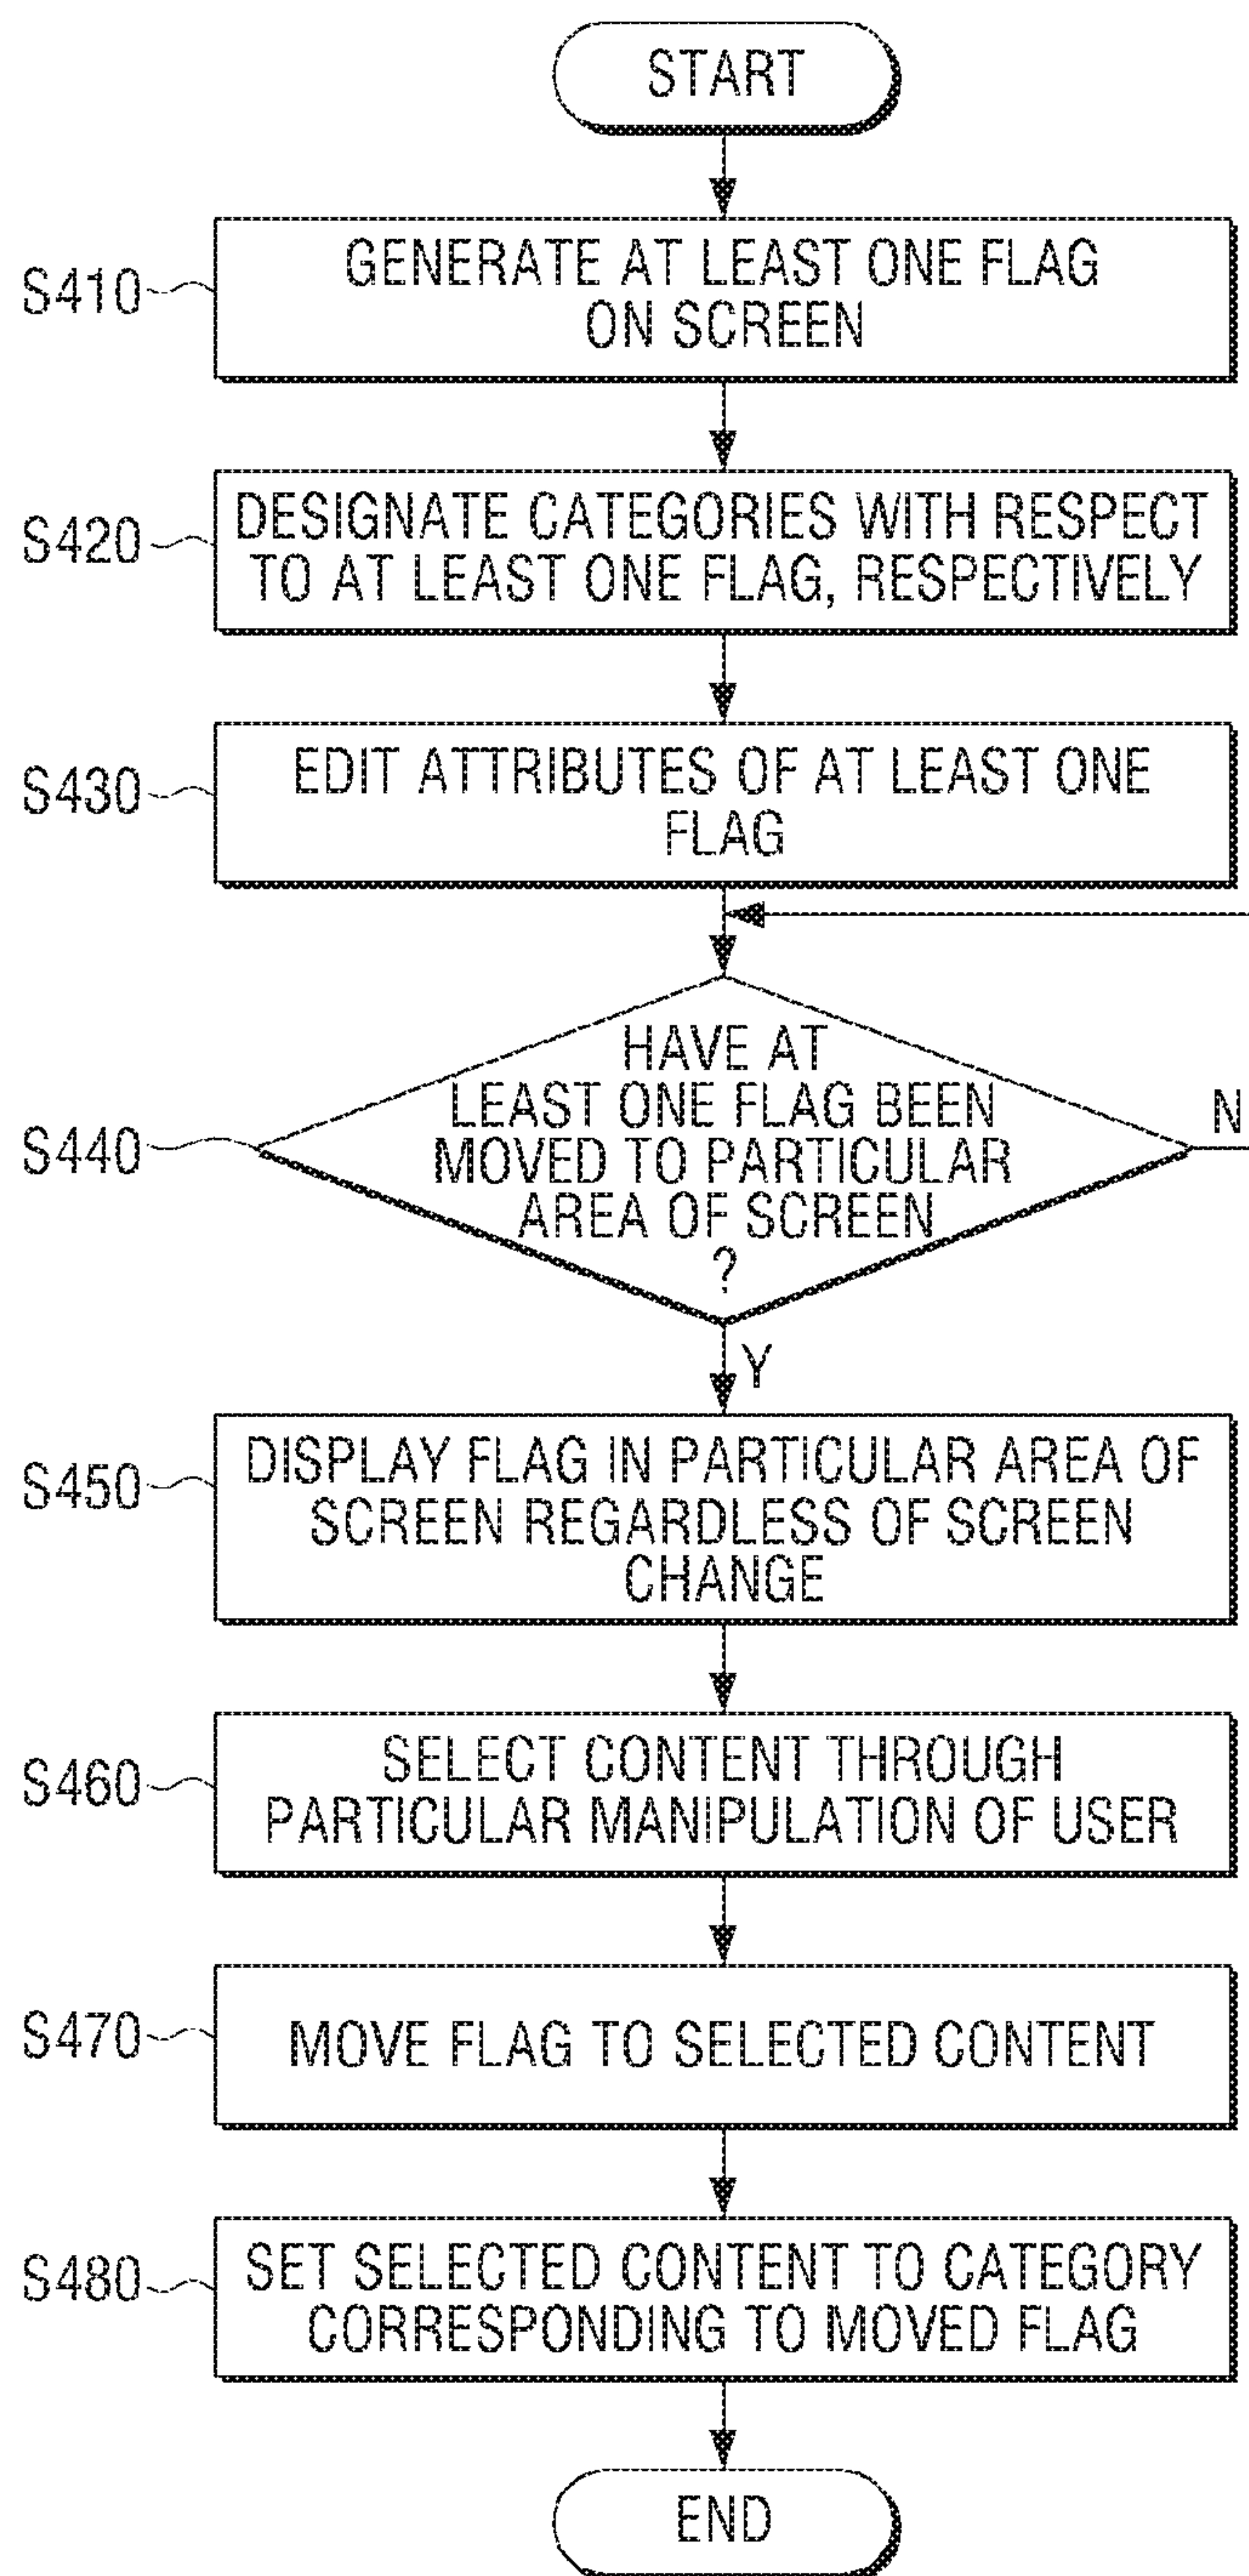 START
S410
GENERATE AT LEAST ONE FLAG
ON SCREEN
S420
DESIGNATE CATEGORIES WITH RESPECT
TO AT LEAST ONE FLAG, RESPECTIVELY
S430
EDIT ATTRIBUTES OF AT LEAST ONE
FLAG
S440
HAVE AT
LEAST ONE FLAG BEEN
MOVED TO PARTICULAR
AREA OF SCREEN
?
N
Y
S450
DISPLAY FLAG IN PARTICULAR AREA OF
SCREEN REGARDLESS OF SCREEN
CHANGE
S460
SELECT CONTENT THROUGH
PARTICULAR MANIPULATION OF USER
S470
MOVE FLAG TO SELECTED CONTENT
S480
SET SELECTED CONTENT TO CATEGORY
CORRESPONDING TO MOVED FLAG
END